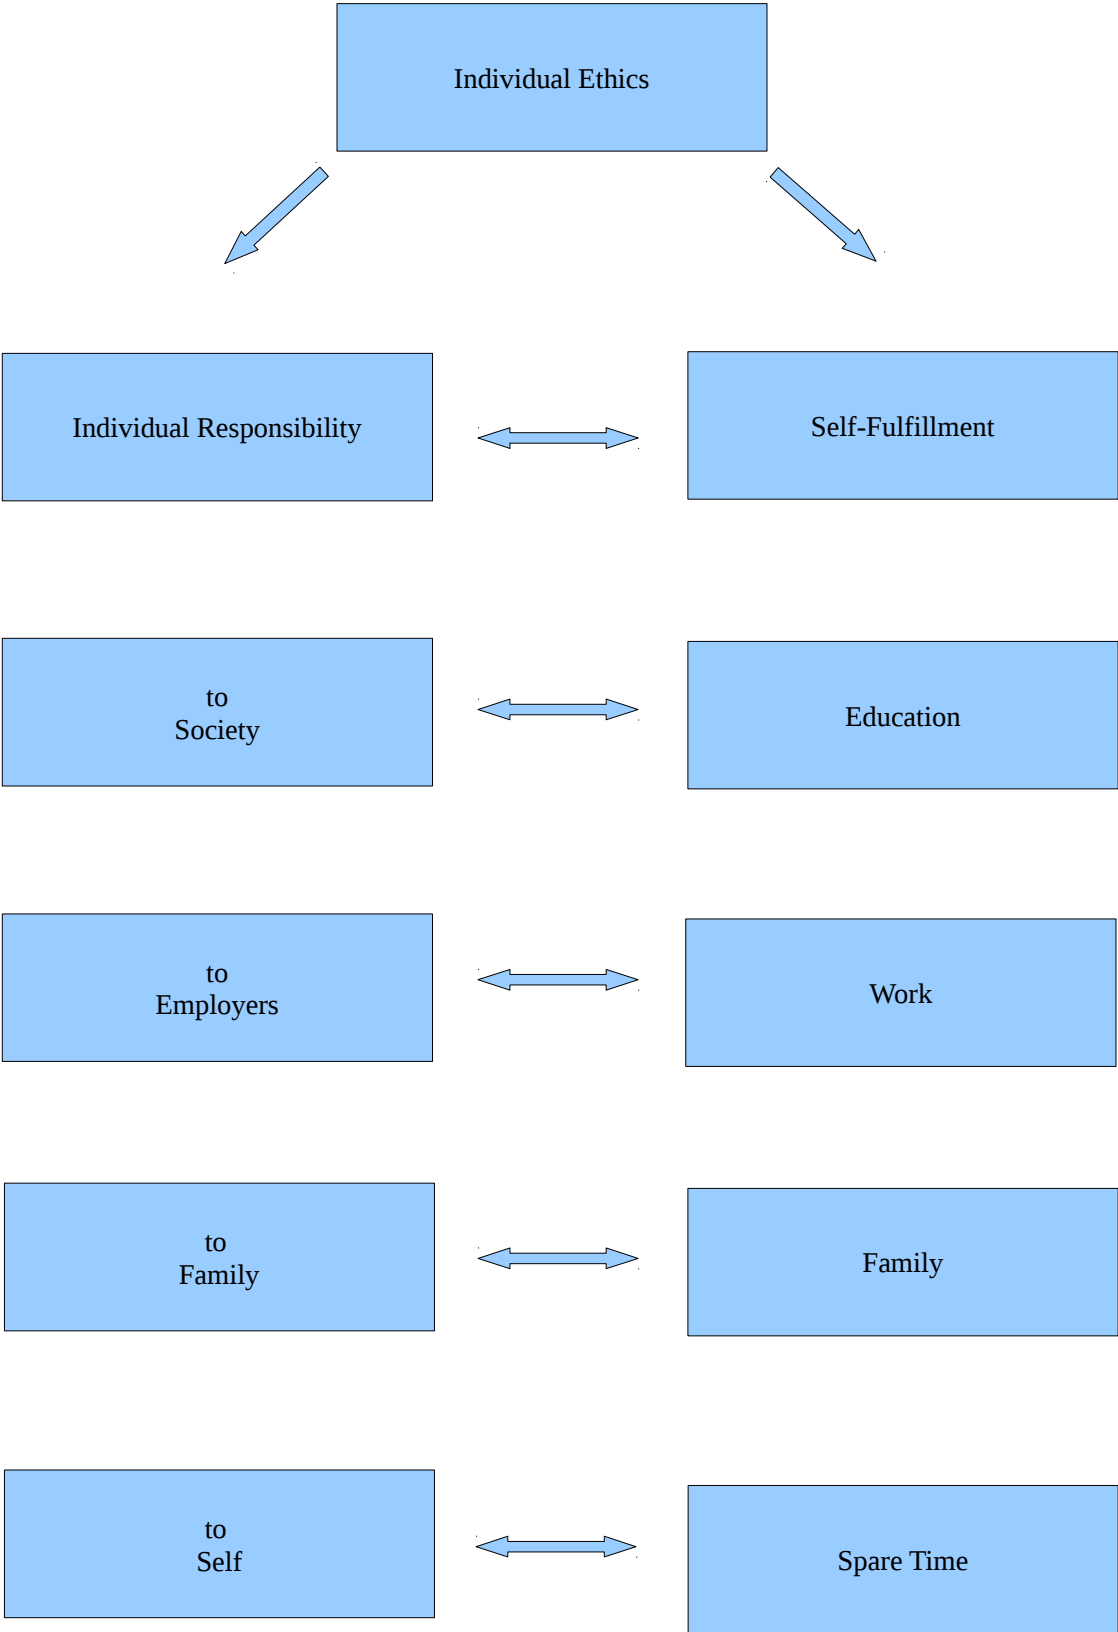 Individual Ethics
Individual Responsibility
Self-Fulfillment
to
Society
Education
to
Employers
Work
to
Family
Family
to
Self
Spare Time